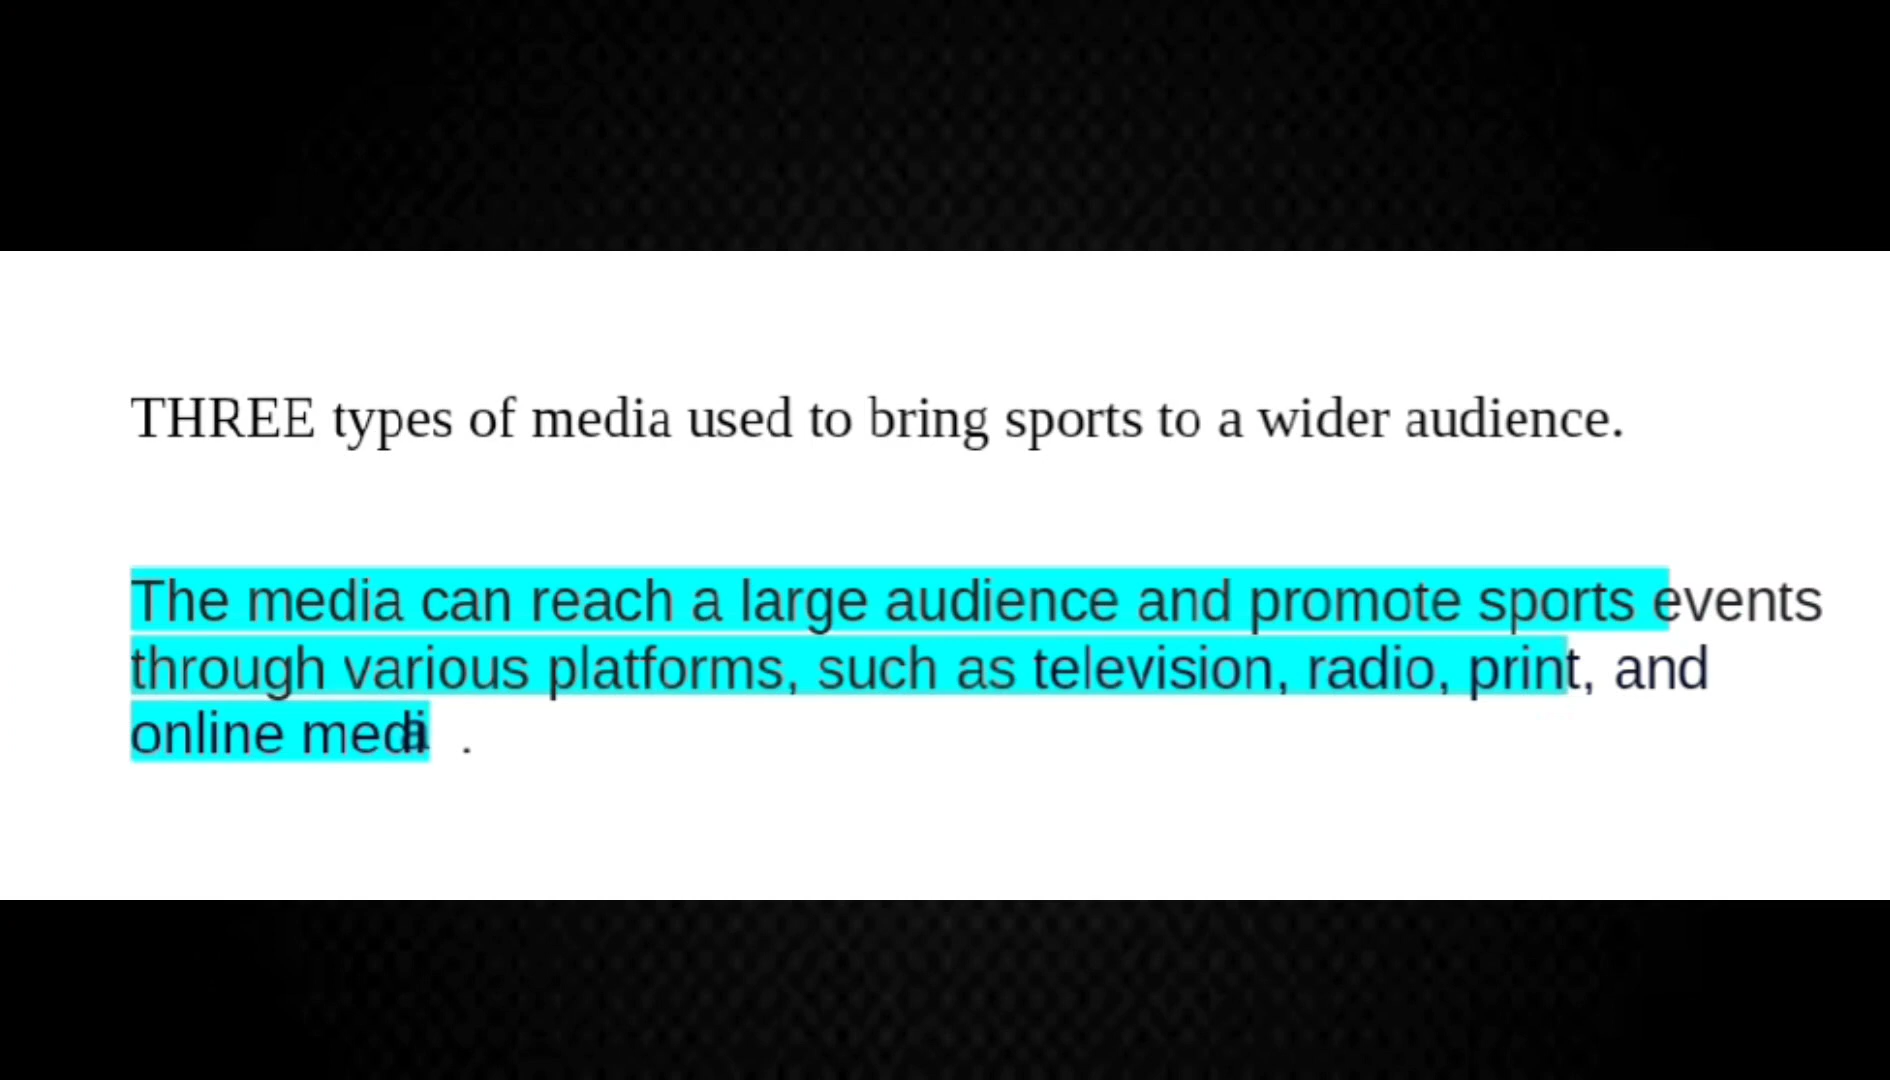 THREE types of media used to bring sports to a wider audience.
The media can reach a large audience and promote sports events
through various platforms, such as television, radio, print, and
online media .